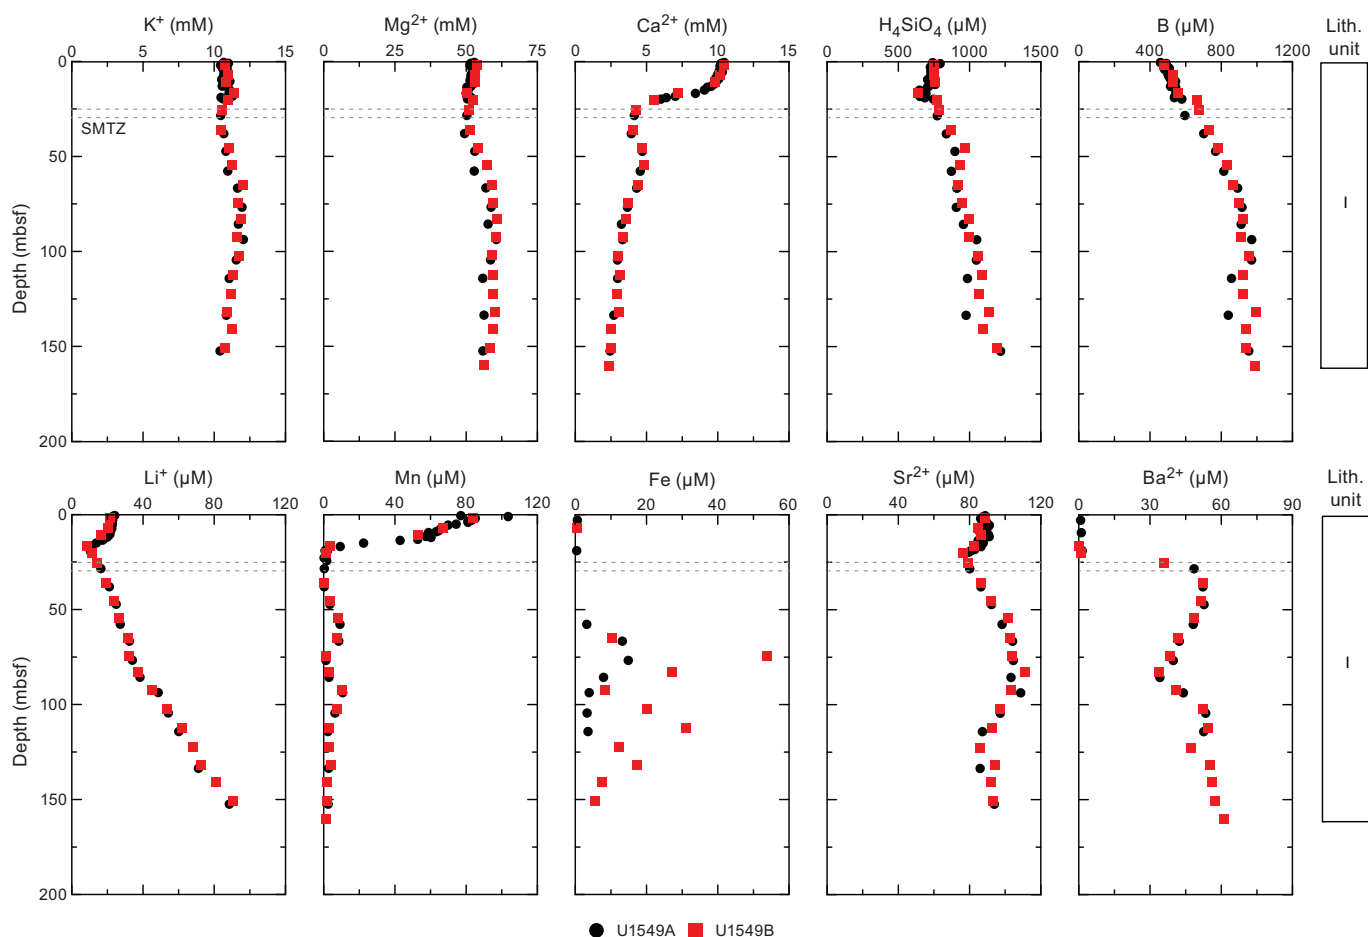 K⁺ (mM) Mg²⁺ (mM) Ca²⁺ (mM) H₄SiO₄ (µM) B (µM) Lith. unit
0 5 10 15 0 25 50 75 0 5 10 15 0 500 1000 1500 0 400 800 1200
0
SMTZ
50
I
100
150
200
Depth (mbsf)
Li⁺ (µM) Mn (µM) Fe (µM) Sr²⁺ (µM) Ba²⁺ (µM) Lith. unit
0 40 80 120 0 40 80 120 0 20 40 60 0 40 80 120 0 30 60 90
0
50
I
100
150
200
Depth (mbsf)
U1549A U1549B